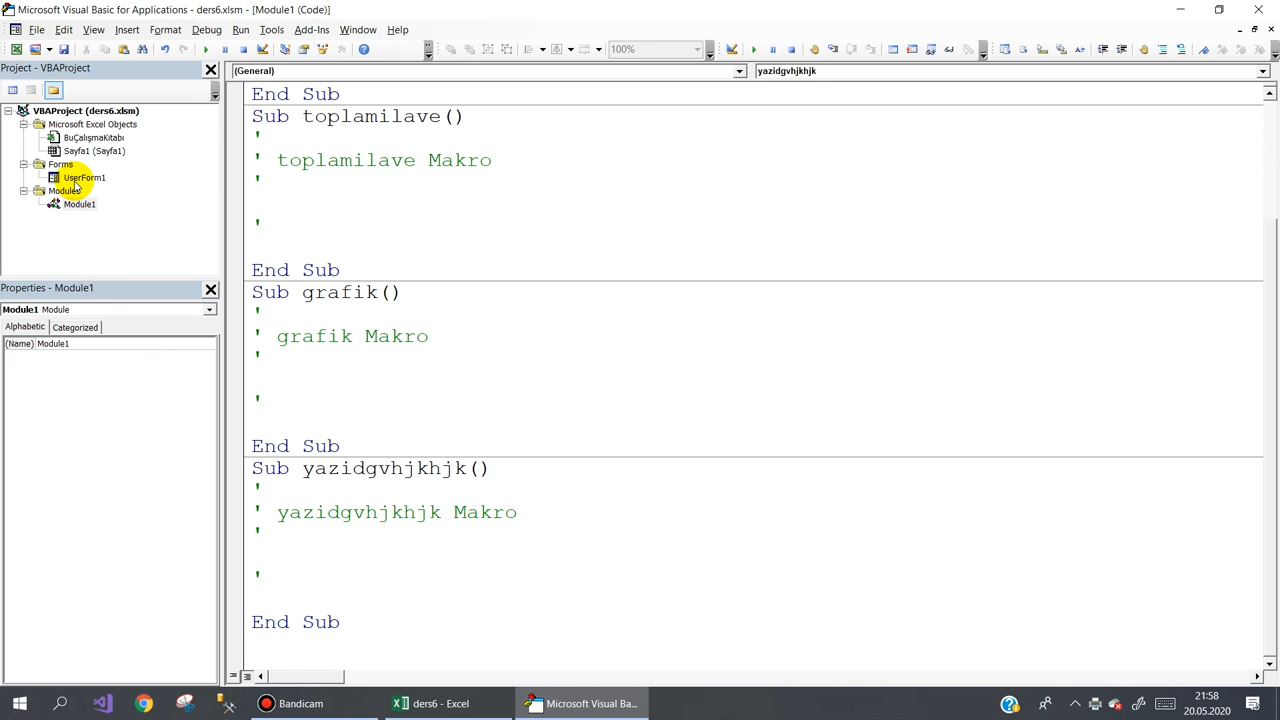 Microsoft Visual Basic for Applications - ders6.xlsm - [Module1 (Code)]
File Edit View Insert Format Debug Run Tools Add-Ins Window Help
100%
Project - VBAProject
(General)
yazidgvhjkhjk
VBAProject (ders6.xlsm)
Microsoft Excel Objects
BuÇalışmaKitabı
Sayfa1 (Sayfa1)
Forms
UserForm1
Modules
Module1
Properties - Module1
Module1 Module
Alphabetic Categorized
(Name) Module1
End Sub
Sub toplamilave()
'
' toplamilave Makro
'
'
End Sub
Sub grafik()
'
' grafik Makro
'
'
End Sub
Sub yazidgvhjkhjk()
'
' yazidgvhjkhjk Makro
'
'
End Sub
Bandicam
ders6 - Excel
Microsoft Visual Ba...
21:58
20.05.2020